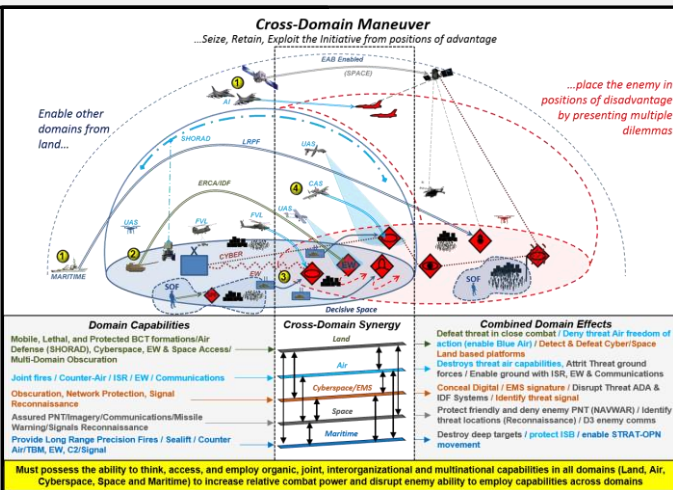 Cross-Domain Maneuver
...Seize, Retain, Exploit the Initiative from positions of advantage
EAB Enabled
(SPACE)
1
AI
Enable other
domains from
land...
...place the enemy in
positions of disadvantage
by presenting multiple
dilemmas
SHORAD
LRPF
UAS
ERCA/IDF
4
CAS
UAS
UAS
FVL
FVL
1
MARITIME
2
CYBER
EW
3
SOF
SOF
Decisive Space
Domain Capabilities
Mobile, Lethal, and Protected BCT formations/Air
Defense (SHORAD), Cyberspace, EW & Space Access/
Multi-Domain Obscuration
Joint fires / Counter-Air / ISR / EW / Communications
Obscuration, Network Protection, Signal
Reconnaissance
Assured PNT/Imagery/Communications/Missile
Warning/Signals Reconnaissance
Provide Long Range Precision Fires / Sealift / Counter
Air/TBM, EW, C2/Signal
Cross-Domain Synergy
Land
Air
Cyberspace/EMS
Space
Maritime
Combined Domain Effects
Defeat threat in close combat / Deny threat Air freedom of
action (enable Blue Air) / Detect & Defeat Cyber/Space
Land based platforms
Destroys threat air capabilities, Attrit Threat ground
forces / Enable ground with ISR, EW & Communications
Conceal Digital / EMS signature / Disrupt Threat ADA &
IDF Systems / Identify threat signal
Protect friendly and deny enemy PNT (NAVWAR) / Identify
threat locations (Reconnaissance) / D3 enemy comms
Destroy deep targets / protect ISB / enable STRAT-OPN
movement
Must possess the ability to think, access, and employ organic, joint, interorganizational and multinational capabilities in all domains (Land, Air,
Cyberspace, Space and Maritime) to increase relative combat power and disrupt enemy ability to employ capabilities across domains